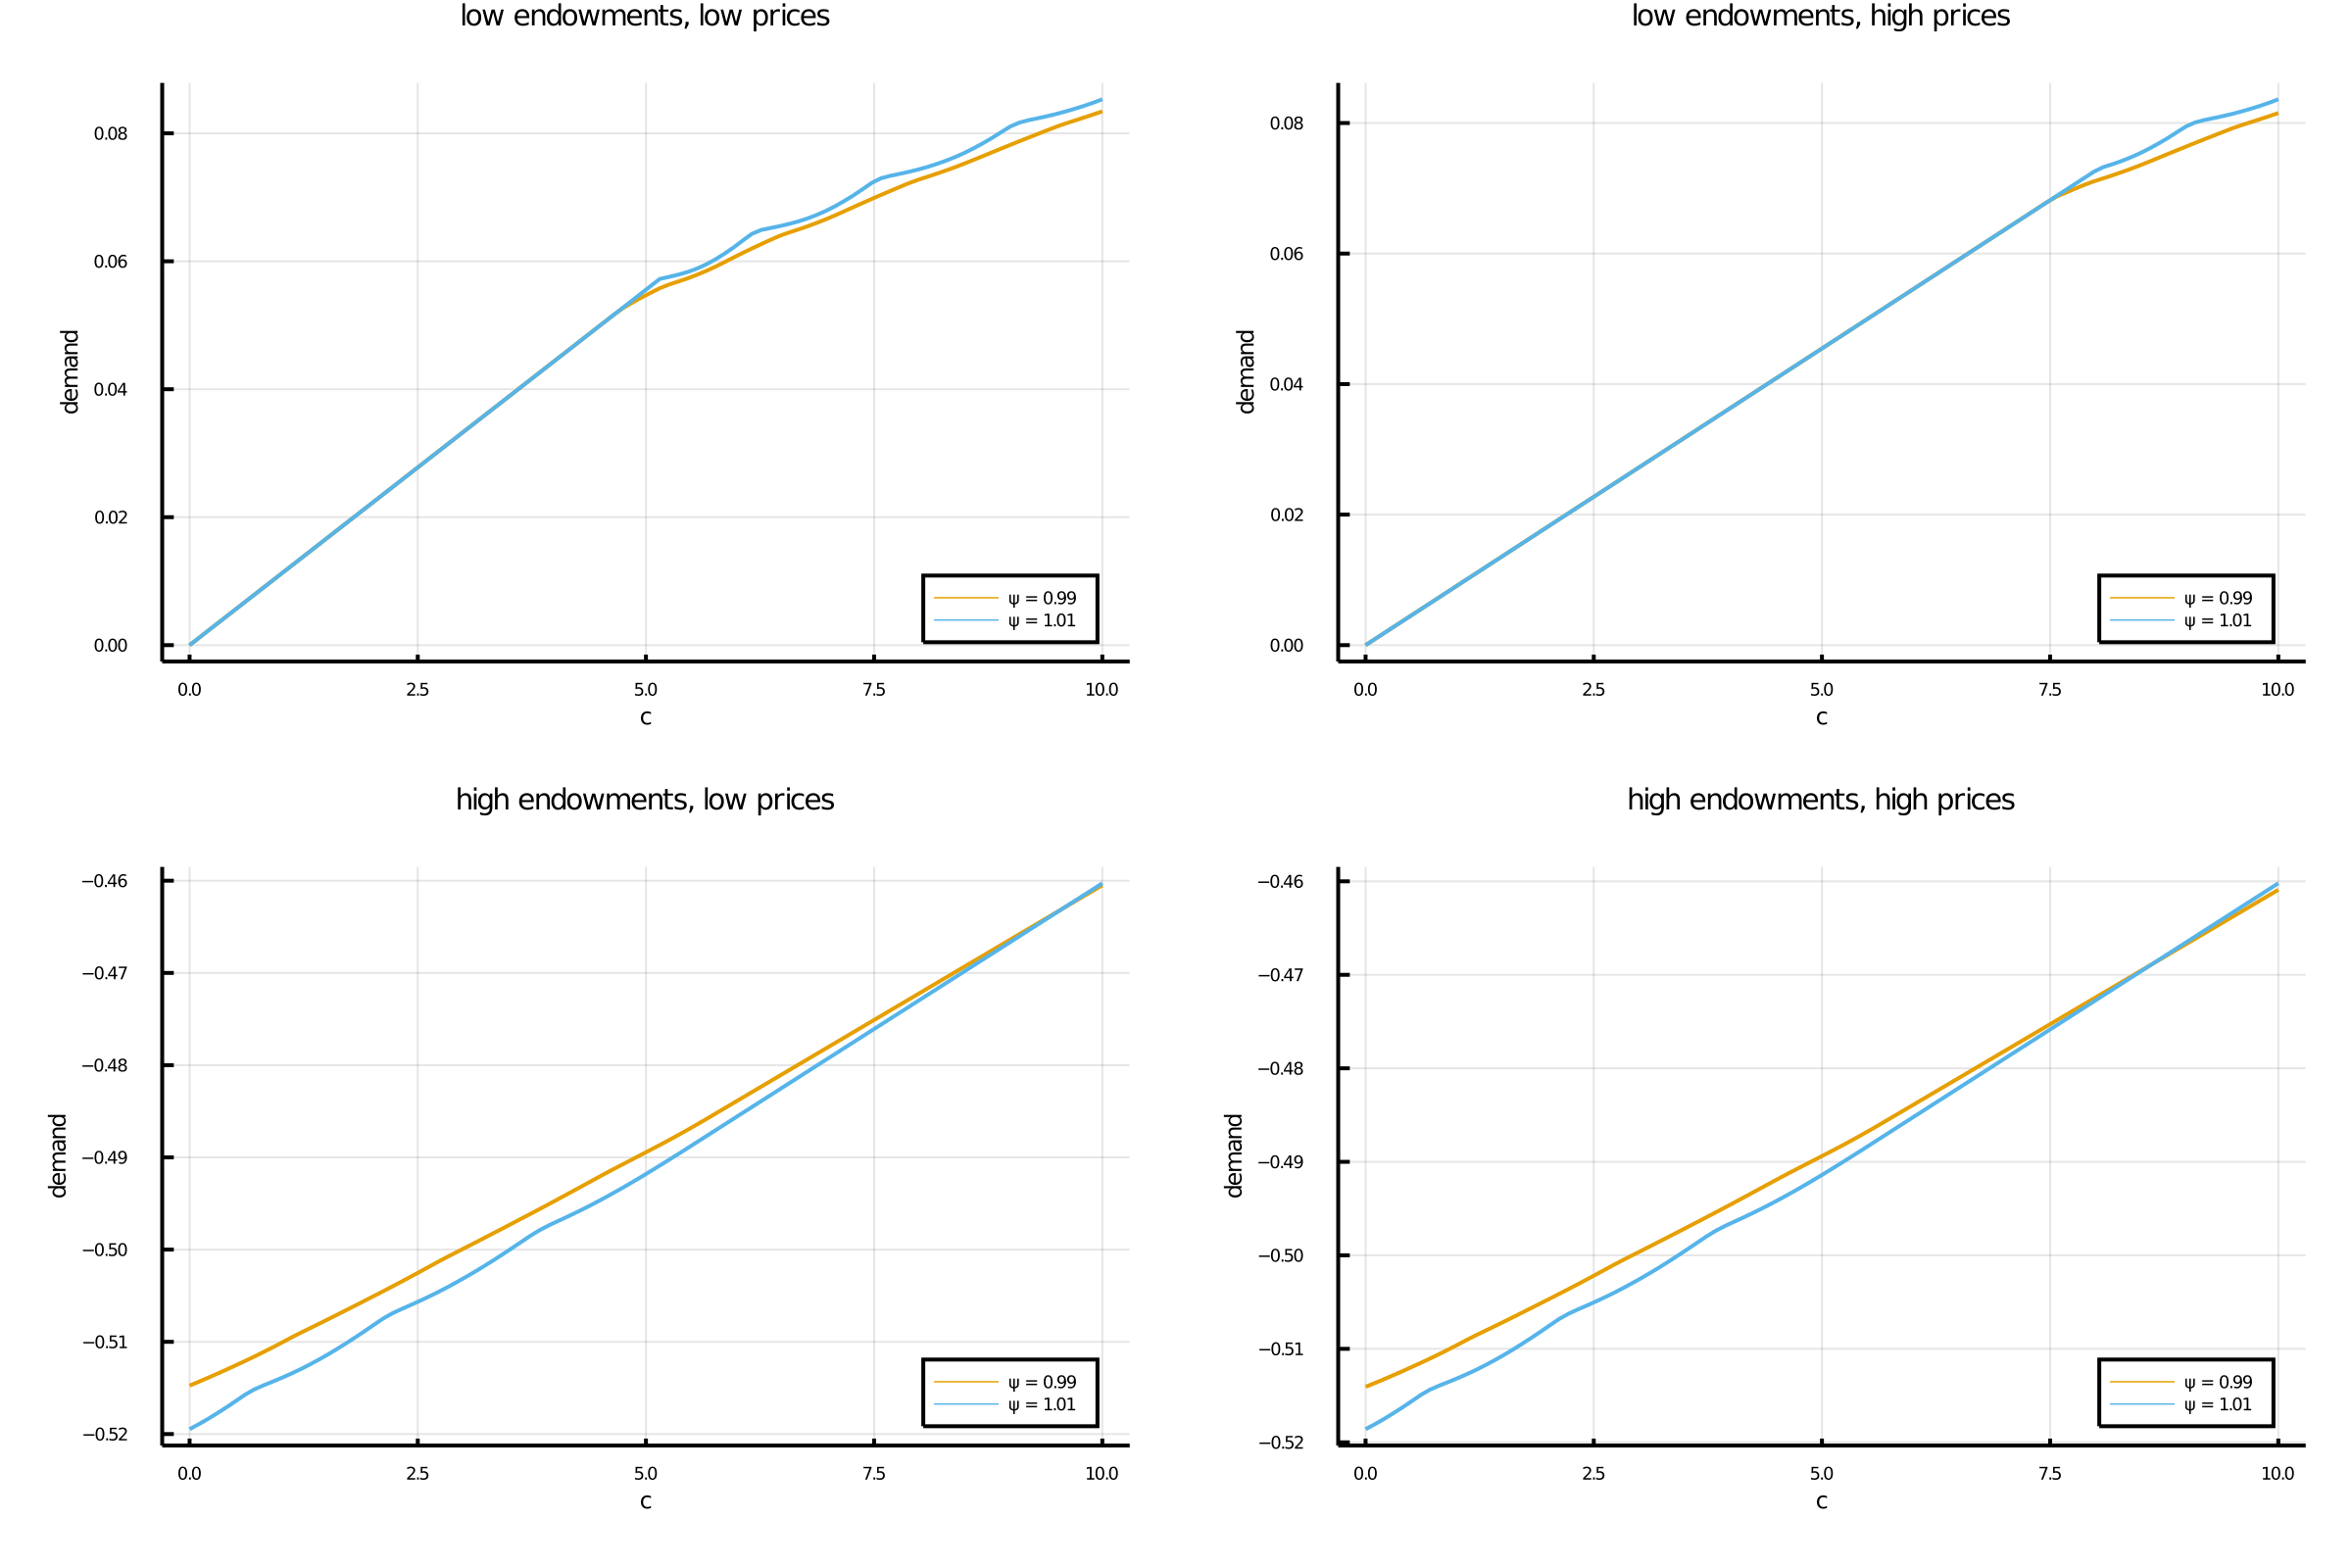 low endowments, low prices
demand
0.08
0.06
0.04
0.02
0.00
0.0 2.5 5.0 7.5 10.0
c
ψ = 0.99
ψ = 1.01
low endowments, high prices
demand
0.08
0.06
0.04
0.02
0.00
0.0 2.5 5.0 7.5 10.0
c
ψ = 0.99
ψ = 1.01
high endowments, low prices
demand
−0.46
−0.47
−0.48
−0.49
−0.50
−0.51
−0.52
0.0 2.5 5.0 7.5 10.0
c
ψ = 0.99
ψ = 1.01
high endowments, high prices
demand
−0.46
−0.47
−0.48
−0.49
−0.50
−0.51
−0.52
0.0 2.5 5.0 7.5 10.0
c
ψ = 0.99
ψ = 1.01